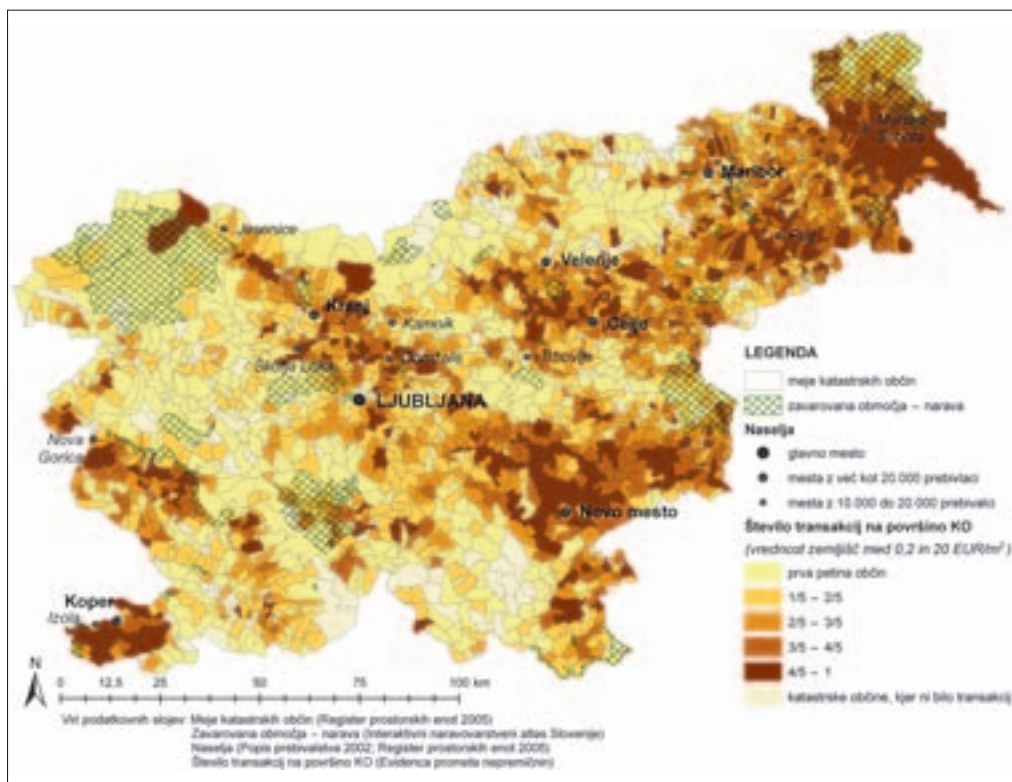 Murska
Sobota
Maribor
Jesenice
Ptuj
Velenje
Kranj
Kamnik
Celje
Škofja Loka
Domžale
Trbovlje
LJUBLJANA
Nova
Gorica
Novo mesto
Koper
Izola
LEGENDA
meje katastrskih občin
zavarovana območja – narava
Naselja
glavno mesto
mesta z več kot 20.000 prebivalci
mesta z 10.000 do 20.000 prebivalci
Število transakcij na površino KO
(vrednost zemljišč med 0,2 in 20 EUR/m²)
prva petina občin
1/5 – 2/5
2/5 – 3/5
3/5 – 4/5
4/5 – 1
katastrske občine, kjer ni bilo transakcij
N
0 12,5 25 50 75 100 km
Viri podatkovnih slojev: Meje katastrskih občin (Register prostorskih enot 2005)
Zavarovana območja – narava (Interaktivni naravovarstveni atlas Slovenije)
Naselja (Popis prebivalstva 2002; Register prostorskih enot 2005)
Število transakcij na površino KO (Evidenca prometa nepremičnin)